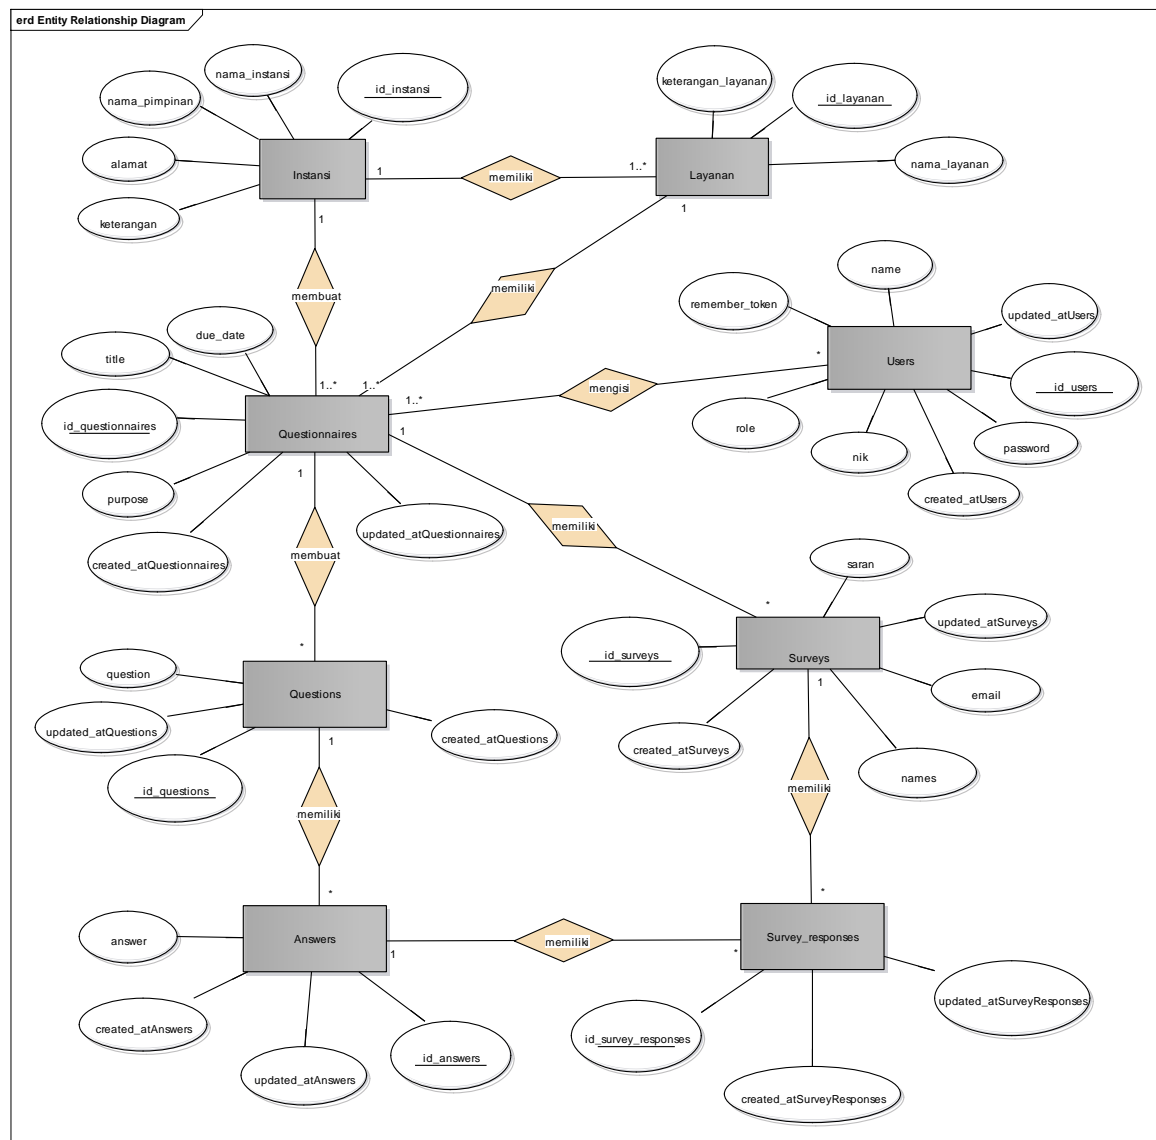 erd Entity Relationship Diagram
nama_instansi
id_instansi
nama_pimpinan
alamat
keterangan
Instansi
1
memiliki
1..*
Layanan
keterangan_layanan
id_layanan
nama_layanan
1
1
membuat
memiliki
1..*
1..*
due_date
title
id_questionnaires
purpose
created_atQuestionnaires
updated_atQuestionnaires
Questionnaires
1..*
mengisi
*
Users
remember_token
name
updated_atUsers
id_users
password
created_atUsers
nik
role
1
1
membuat
memiliki
*
*
question
updated_atQuestions
id_questions
created_atQuestions
Questions
1
memiliki
*
saran
updated_atSurveys
id_surveys
email
created_atSurveys
names
Surveys
1
memiliki
*
answer
created_atAnswers
updated_atAnswers
id_answers
Answers
1
memiliki
*
Survey_responses
id_survey_responses
updated_atSurveyResponses
created_atSurveyResponses